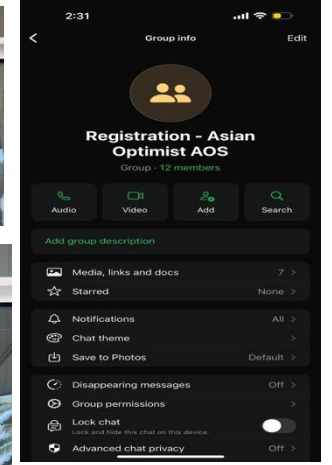 2:31
Group info
Edit
Registration - Asian
Optimist AOS
Group · 12 members
Audio
Video
Add
Search
Add group description
Media, links and docs
7 >
Starred
None >
Notifications
All >
Chat theme
>
Save to Photos
Default >
Disappearing messages
Off >
Group permissions
>
Lock chat
Lock and hide this chat on this device.
Advanced chat privacy
Off >